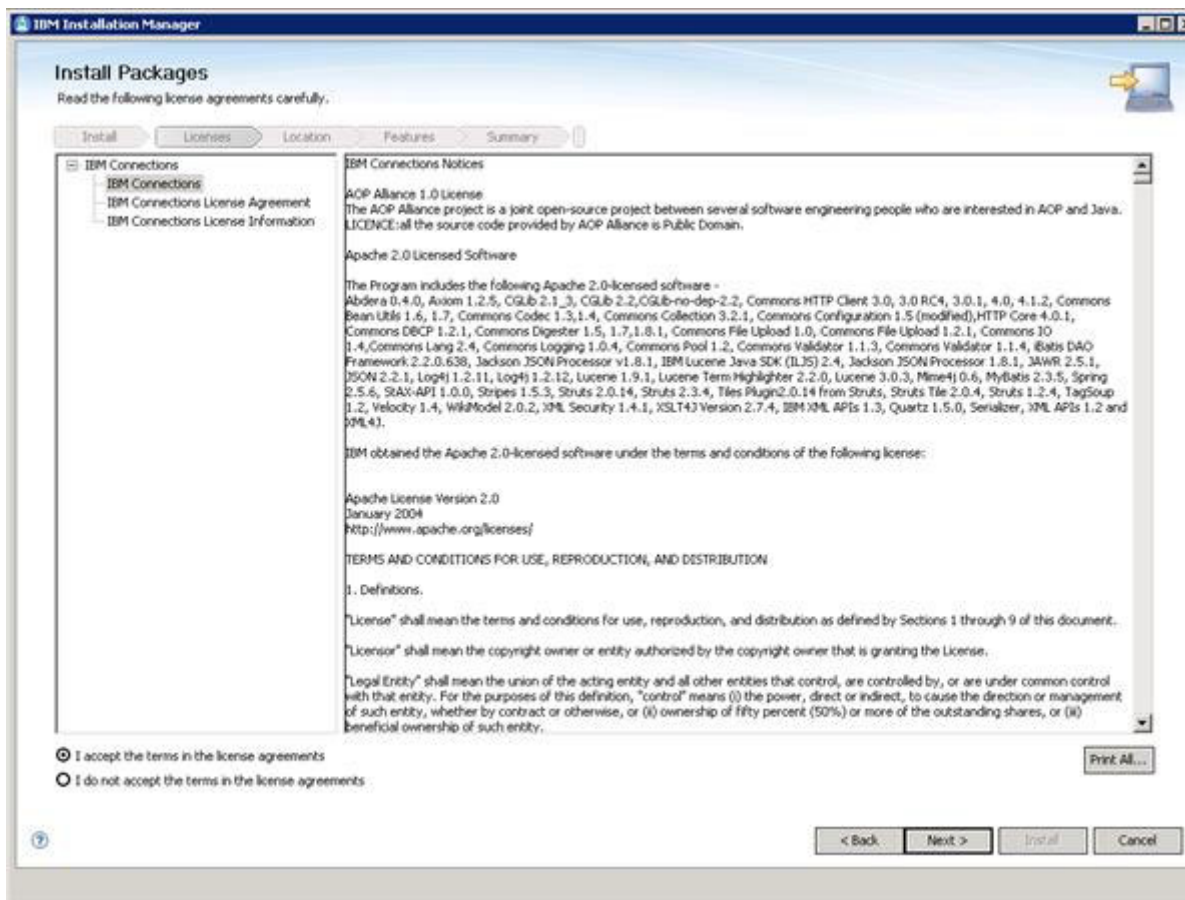 IBM Installation Manager
Install Packages
Read the following license agreements carefully.
Install Licenses Location Features Summary
IBM Connections
IBM Connections
IBM Connections License Agreement
IBM Connections License Information
IBM Connections Notices
AOP Alliance 1.0 License
The AOP Alliance project is a joint open-source project between several software engineering people who are interested in AOP and Java.
LICENCE:all the source code provided by AOP Alliance is Public Domain.
Apache 2.0 Licensed Software
The Program includes the following Apache 2.0-licensed software -
Abdera 0.4.0, Axiom 1.2.5, CGLib 2.1_3, CGLib 2.2,CGLib-no-dep-2.2, Commons HTTP Client 3.0, 3.0 RC4, 3.0.1, 4.0, 4.1.2, Commons
Bean Utils 1.6, 1.7, Commons Codec 1.3,1.4, Commons Collection 3.2.1, Commons Configuration 1.5 (modified),HTTP Core 4.0.1,
Commons DBCP 1.2.1, Commons Digester 1.5, 1.7,1.8.1, Commons File Upload 1.0, Commons File Upload 1.2.1, Commons IO
1.4,Commons Lang 2.4, Commons Logging 1.0.4, Commons Pool 1.2, Commons Validator 1.1.3, Commons Validator 1.1.4, iBatis DAO
Framework 2.2.0.638, Jackson JSON Processor v1.8.1, IBM Lucene Java SDK (ILJS) 2.4, Jackson JSON Processor 1.8.1, JAWR 2.5.1,
JSON 2.2.1, Log4j 1.2.11, Log4j 1.2.12, Lucene 1.9.1, Lucene Term Highlighter 2.2.0, Lucene 3.0.3, Mime4j 0.6, MyBatis 2.3.5, Spring
2.5.6, StAX-API 1.0.0, Stripes 1.5.3, Struts 2.0.14, Struts 2.3.4, Tiles Plugin2.0.14 from Struts, Struts Tile 2.0.4, Struts 1.2.4, TagSoup
1.2, Velocity 1.4, WikiModel 2.0.2, XML Security 1.4.1, XSLT4J Version 2.7.4, IBM XML APIs 1.3, Quartz 1.5.0, Serializer, XML APIs 1.2 and
XML4J.
IBM obtained the Apache 2.0-licensed software under the terms and conditions of the following license:
Apache License Version 2.0
January 2004
http://www.apache.org/licenses/
TERMS AND CONDITIONS FOR USE, REPRODUCTION, AND DISTRIBUTION
1. Definitions.
"License" shall mean the terms and conditions for use, reproduction, and distribution as defined by Sections 1 through 9 of this document.
"Licensor" shall mean the copyright owner or entity authorized by the copyright owner that is granting the License.
"Legal Entity" shall mean the union of the acting entity and all other entities that control, are controlled by, or are under common control
with that entity. For the purposes of this definition, "control" means (i) the power, direct or indirect, to cause the direction or management
of such entity, whether by contract or otherwise, or (ii) ownership of fifty percent (50%) or more of the outstanding shares, or (iii)
beneficial ownership of such entity.
I accept the terms in the license agreements
I do not accept the terms in the license agreements
Print All...
< Back Next > Install Cancel